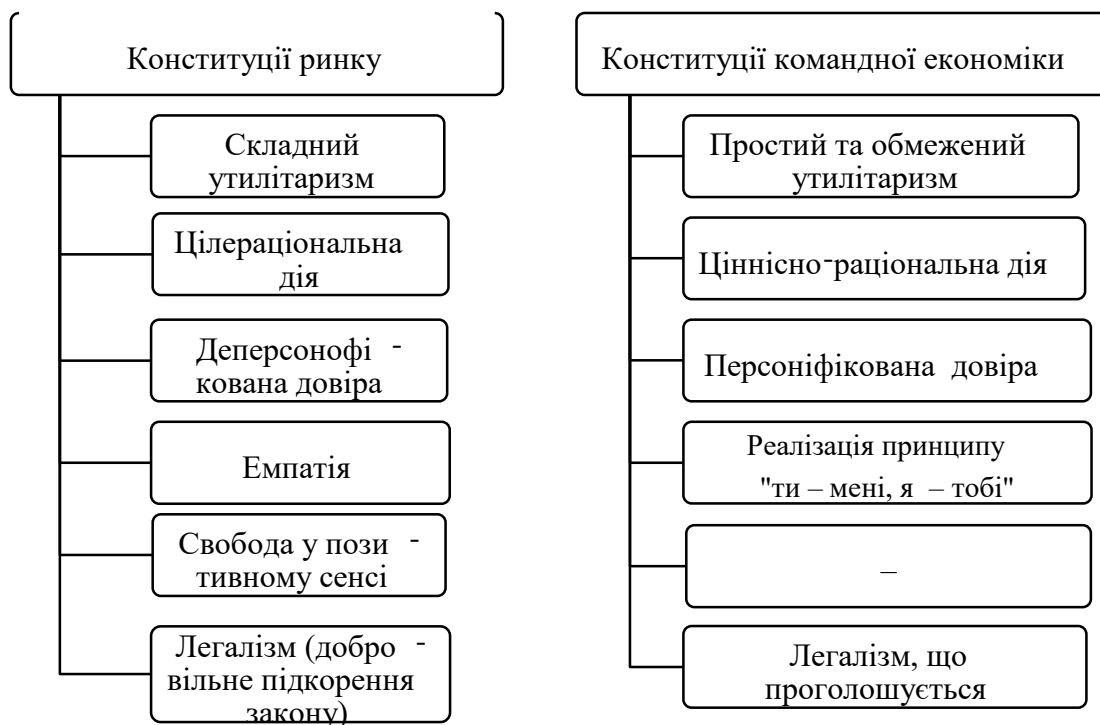 Конституції ринку
Складний
утилітаризм
Цілераціональна
дія
Деперсонофі -
кована довіра
Емпатія
Свобода у пози -
тивному сенсі
Легалізм (добро -
вільне підкорення
закону)
Конституції командної економіки
Простий та обмежений
утилітаризм
Ціннісно-раціональна дія
Персоніфікована довіра
Реалізація принципу
"ти – мені, я – тобі"
–
Легалізм, що
проголошується